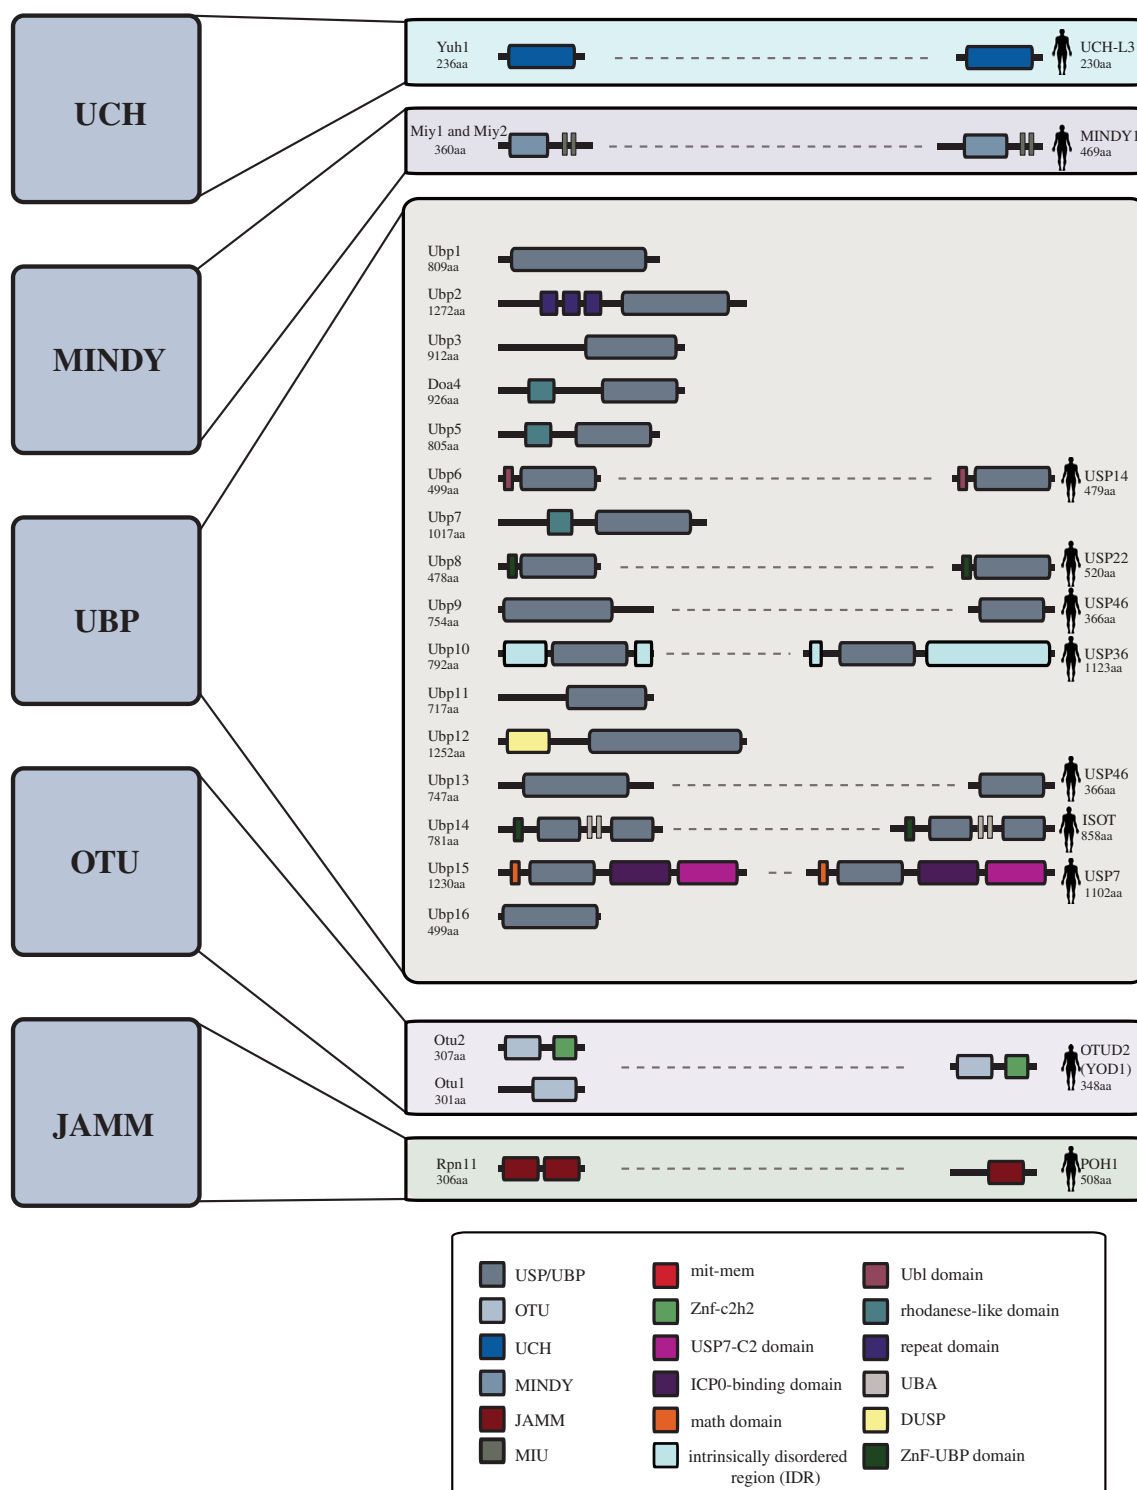 UCH
Yuh1
236aa
UCH-L3
230aa
MINDY
Miy1 and Miy2
360aa
MINDY1
469aa
UBP
Ubp1
809aa
Ubp2
1272aa
Ubp3
912aa
Doa4
926aa
Ubp5
805aa
Ubp6
499aa
USP14
479aa
Ubp7
1017aa
Ubp8
478aa
USP22
520aa
Ubp9
754aa
USP46
366aa
Ubp10
792aa
USP36
1123aa
Ubp11
717aa
Ubp12
1252aa
Ubp13
747aa
USP46
366aa
Ubp14
781aa
ISOT
858aa
Ubp15
1230aa
USP7
1102aa
Ubp16
499aa
OTU
Otu2
307aa
Otu1
301aa
OTUD2
(YOD1)
348aa
JAMM
Rpn11
306aa
POH1
508aa
USP/UBP
OTU
UCH
MINDY
JAMM
MIU
mit-mem
Znf-c2h2
USP7-C2 domain
ICP0-binding domain
math domain
intrinsically disordered
region (IDR)
Ubl domain
rhodanese-like domain
repeat domain
UBA
DUSP
ZnF-UBP domain